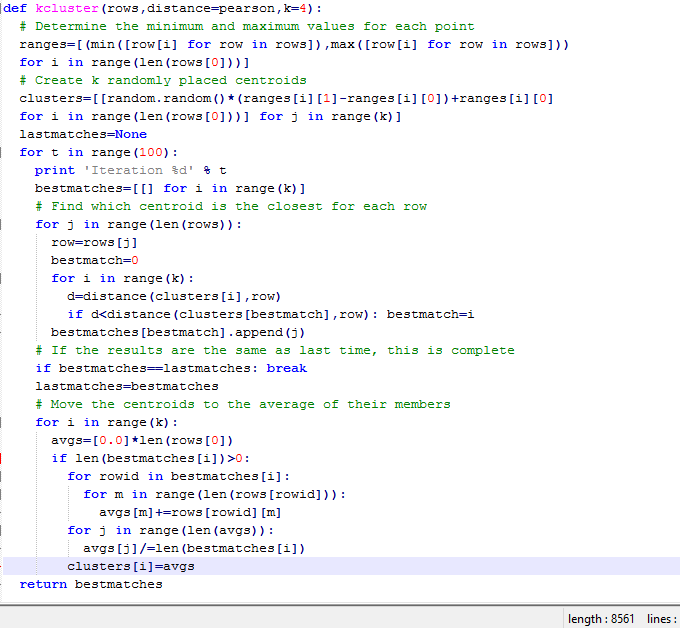 def kcluster(rows,distance=pearson,k=4):
  # Determine the minimum and maximum values for each point
  ranges=[(min([row[i] for row in rows]),max([row[i] for row in rows]))
  for i in range(len(rows[0]))]
  # Create k randomly placed centroids
  clusters=[[random.random()*(ranges[i][1]-ranges[i][0])+ranges[i][0]
  for i in range(len(rows[0]))] for j in range(k)]
  lastmatches=None
  for t in range(100):
    print 'Iteration %d' % t
    bestmatches=[[] for i in range(k)]
    # Find which centroid is the closest for each row
    for j in range(len(rows)):
      row=rows[j]
      bestmatch=0
      for i in range(k):
        d=distance(clusters[i],row)
        if d<distance(clusters[bestmatch],row): bestmatch=i
      bestmatches[bestmatch].append(j)
    # If the results are the same as last time, this is complete
    if bestmatches==lastmatches: break
    lastmatches=bestmatches
    # Move the centroids to the average of their members
    for i in range(k):
      avgs=[0.0]*len(rows[0])
      if len(bestmatches[i])>0:
        for rowid in bestmatches[i]:
          for m in range(len(rows[rowid])):
            avgs[m]+=rows[rowid][m]
        for j in range(len(avgs)):
          avgs[j]/=len(bestmatches[i])
        clusters[i]=avgs
  return bestmatches
length : 8561 lines :